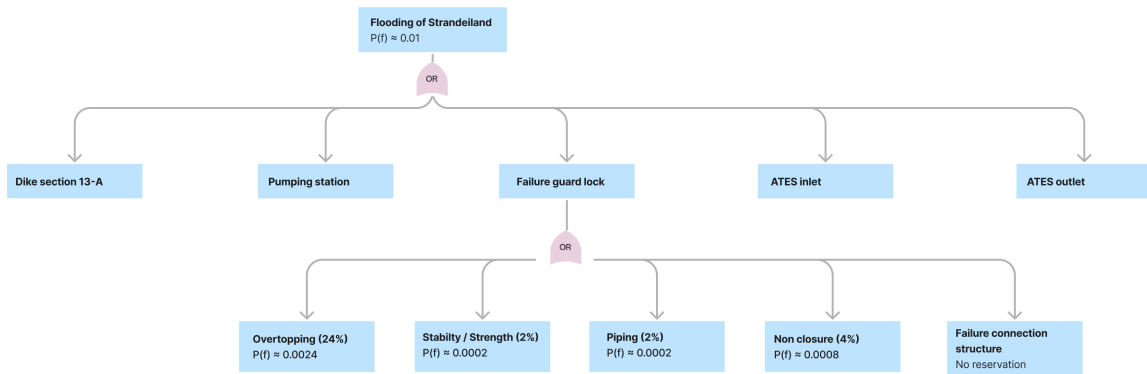 Flooding of Strandeiland
P(f) ≈ 0.01
OR
Dike section 13-A
Pumping station
Failure guard lock
ATES inlet
ATES outlet
OR
Overtopping (24%)
P(f) ≈ 0.0024
Stabilty / Strength (2%)
P(f) ≈ 0.0002
Piping (2%)
P(f) ≈ 0.0002
Non closure (4%)
P(f) ≈ 0.0008
Failure connection
structure
No reservation